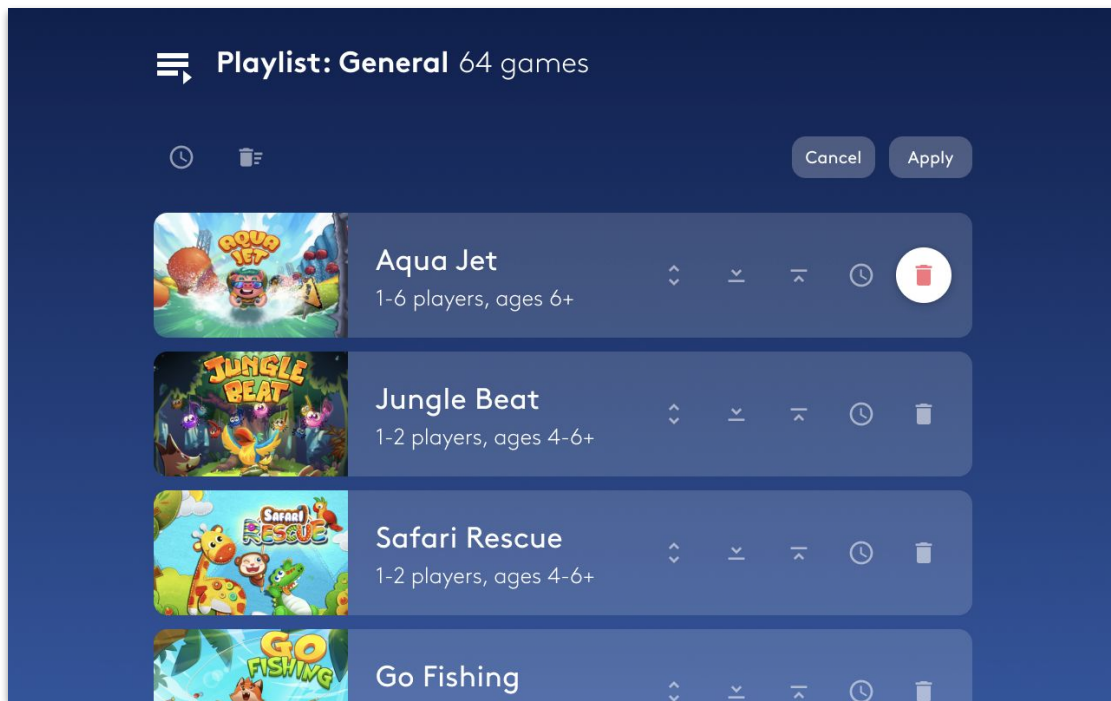 Playlist: General 64 games
Cancel Apply
AQUA
JET
Aqua Jet
1-6 players, ages 6+
JUNGLE
BEAT
Jungle Beat
1-2 players, ages 4-6+
SAFARI
RESCUE
Safari Rescue
1-2 players, ages 4-6+
GO
FISHING
Go Fishing